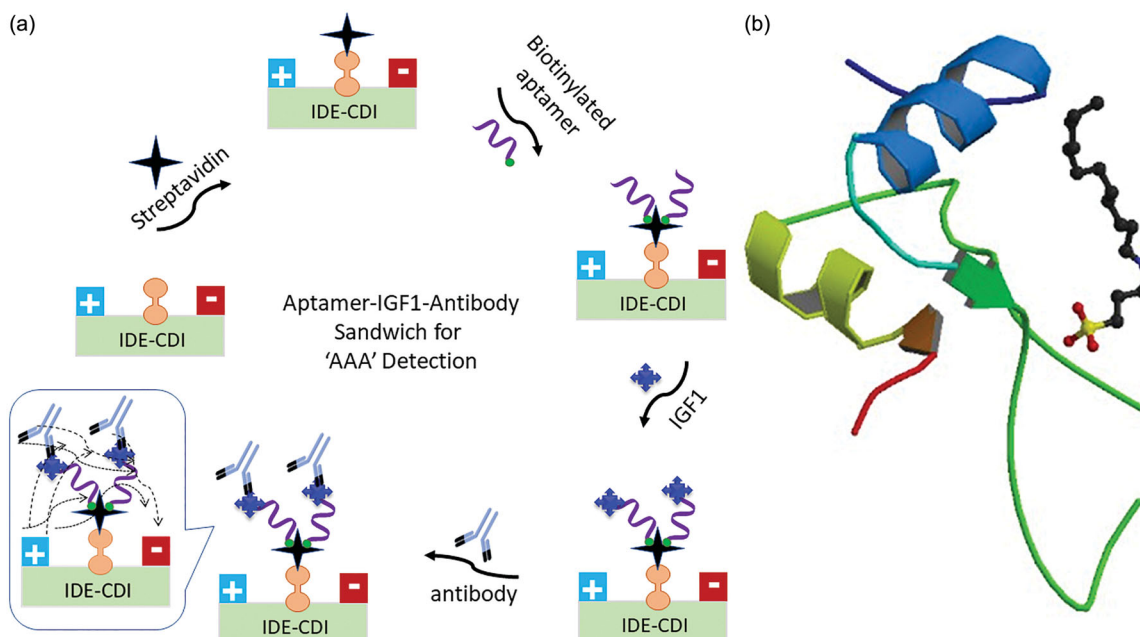 (a)
+
-
IDE-CDI
Streptavidin
Biotinylated
aptamer
+
-
IDE-CDI
+
-
IDE-CDI
Aptamer-IGF1-Antibody
Sandwich for
'AAA' Detection
IGF1
+
-
IDE-CDI
antibody
+
-
IDE-CDI
+
-
IDE-CDI
(b)